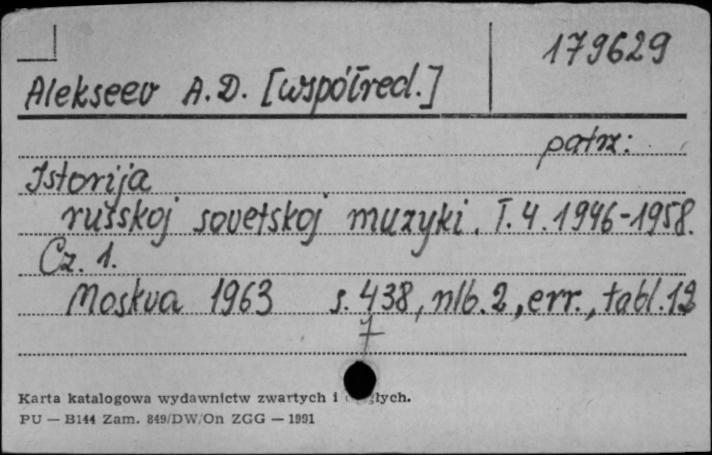 179629
Alekseev A.D. [współred.]
patrz:
Istorija
russkoj sovetskoj muzyki. T.4. 1946-1958.
Cz. 1.
Moskva 1963 s. 438, nlb. 2, err., tabl. 12
7
Karta katalogowa wydawnictw zwartych i
PU — B144 Zam. 849/DW/On ZGG — 1991